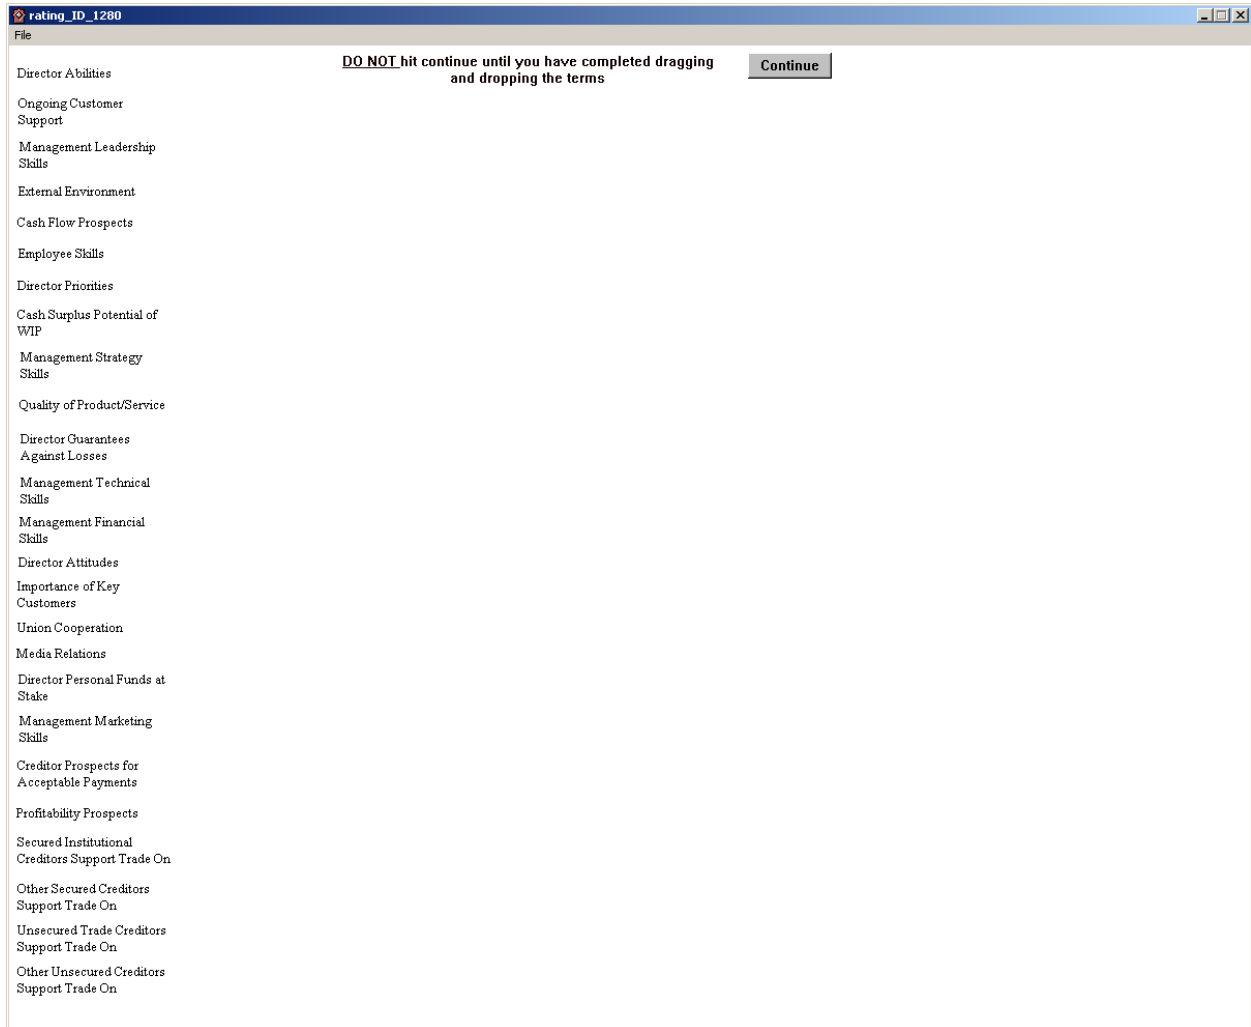 rating_ID_1280
File
DO NOT hit continue until you have completed dragging
and dropping the terms
Continue
Director Abilities
Ongoing Customer
Support
Management Leadership
Skills
External Environment
Cash Flow Prospects
Employee Skills
Director Priorities
Cash Surplus Potential of
WIP
Management Strategy
Skills
Quality of Product/Service
Director Guarantees
Against Losses
Management Technical
Skills
Management Financial
Skills
Director Attitudes
Importance of Key
Customers
Union Cooperation
Media Relations
Director Personal Funds at
Stake
Management Marketing
Skills
Creditor Prospects for
Acceptable Payments
Profitability Prospects
Secured Institutional
Creditors Support Trade On
Other Secured Creditors
Support Trade On
Unsecured Trade Creditors
Support Trade On
Other Unsecured Creditors
Support Trade On